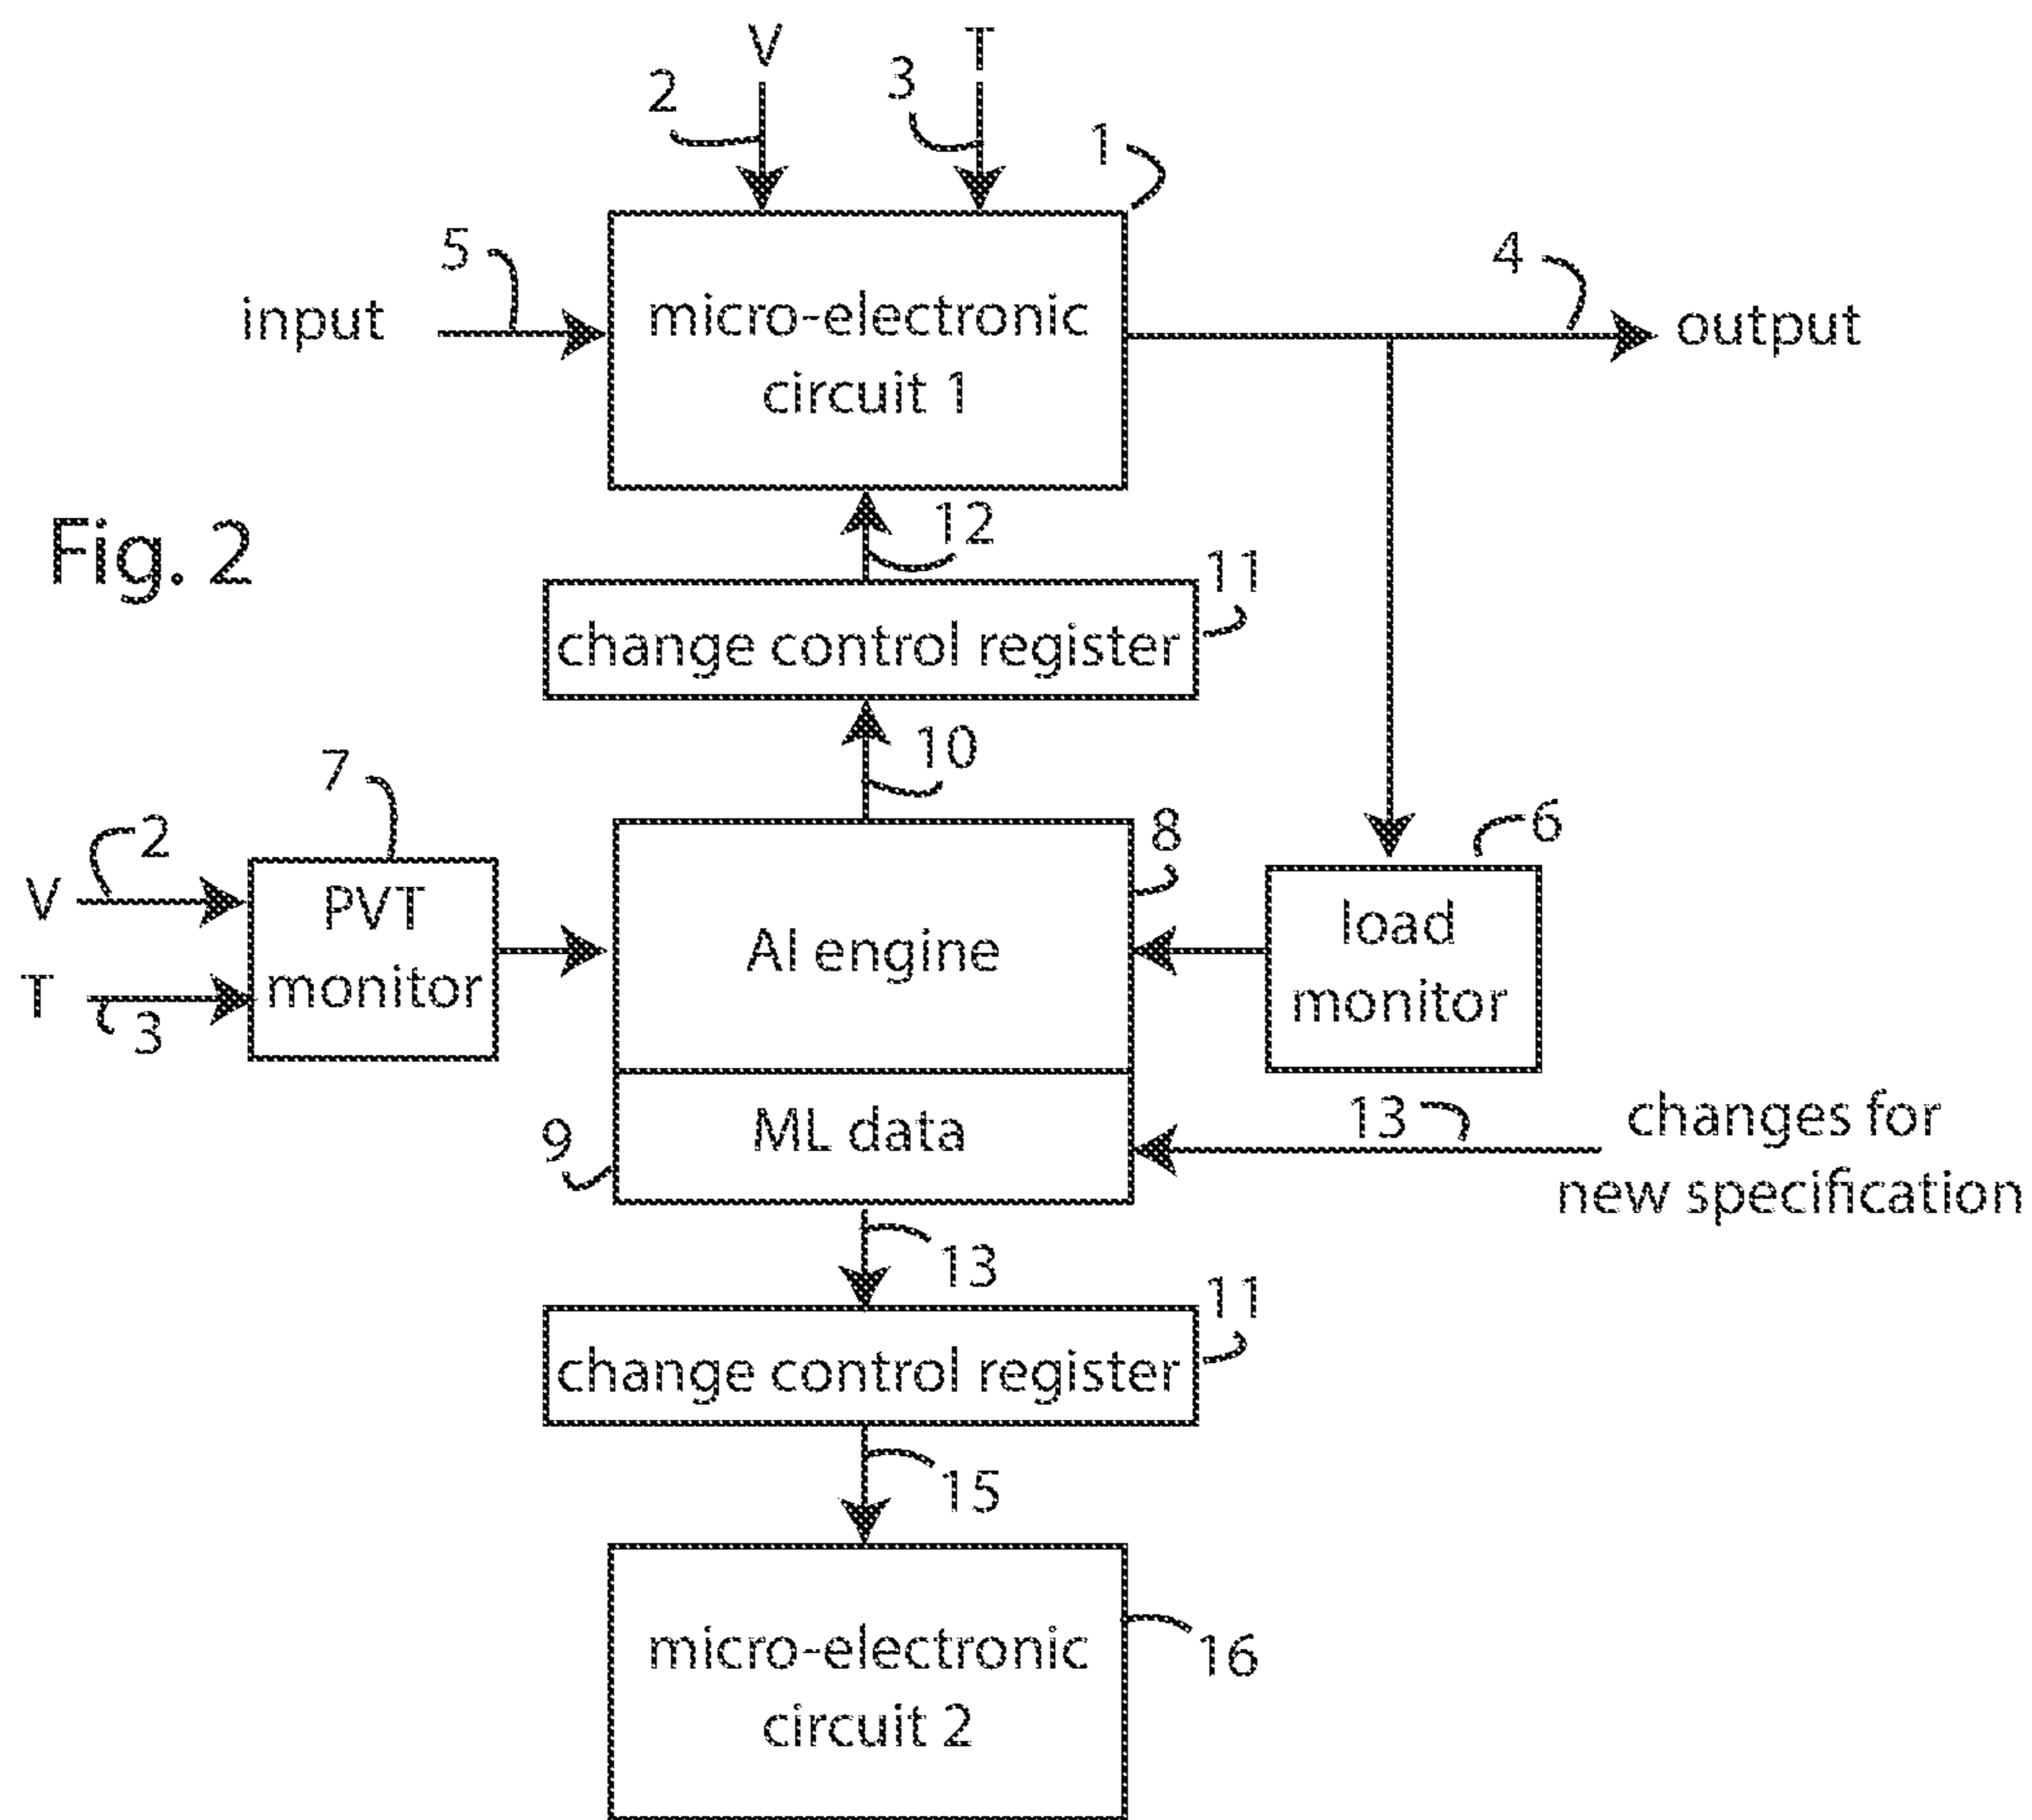 V
T
2
3
1
5
4
input
micro-electronic
circuit 1
output
12
Fig. 2
11
change control register
10
7
2
8
6
V
PVT
monitor
T
3
AI engine
load
monitor
9
ML data
13
changes for
new specification
13
11
change control register
15
micro-electronic
circuit 2
16